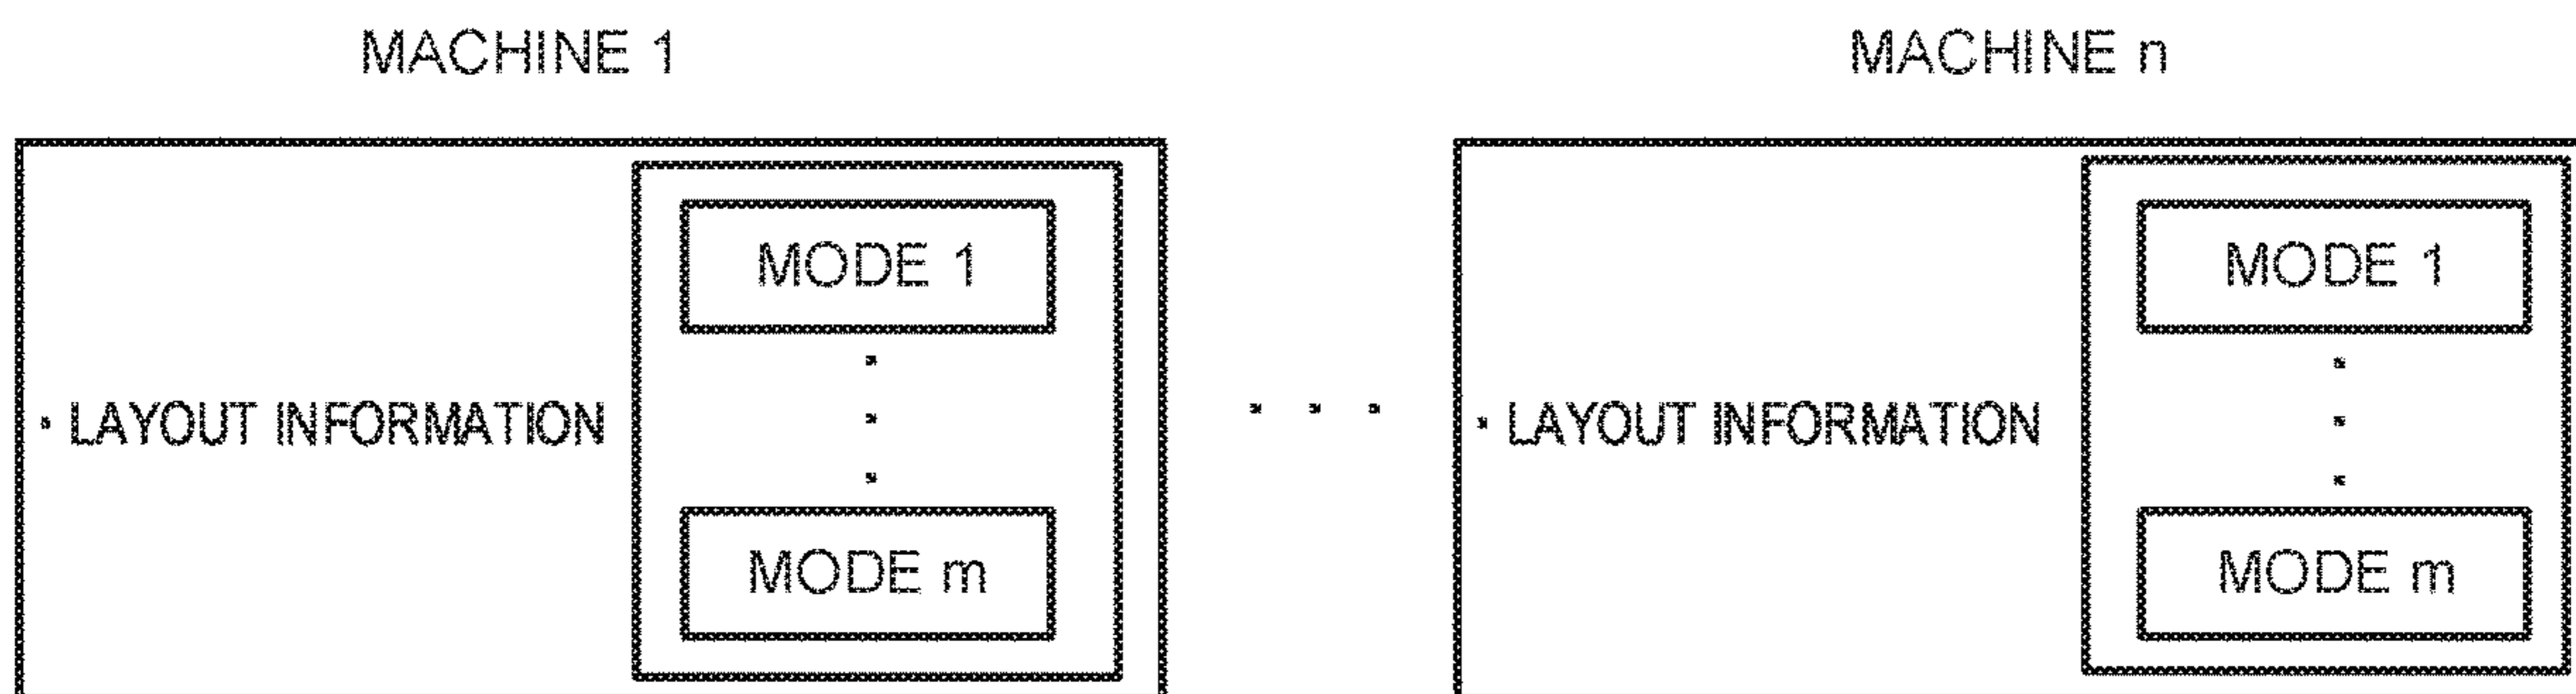 MACHINE 1
MACHINE n
MODE 1
· LAYOUT INFORMATION
MODE m
· · ·
MODE 1
· LAYOUT INFORMATION
MODE m